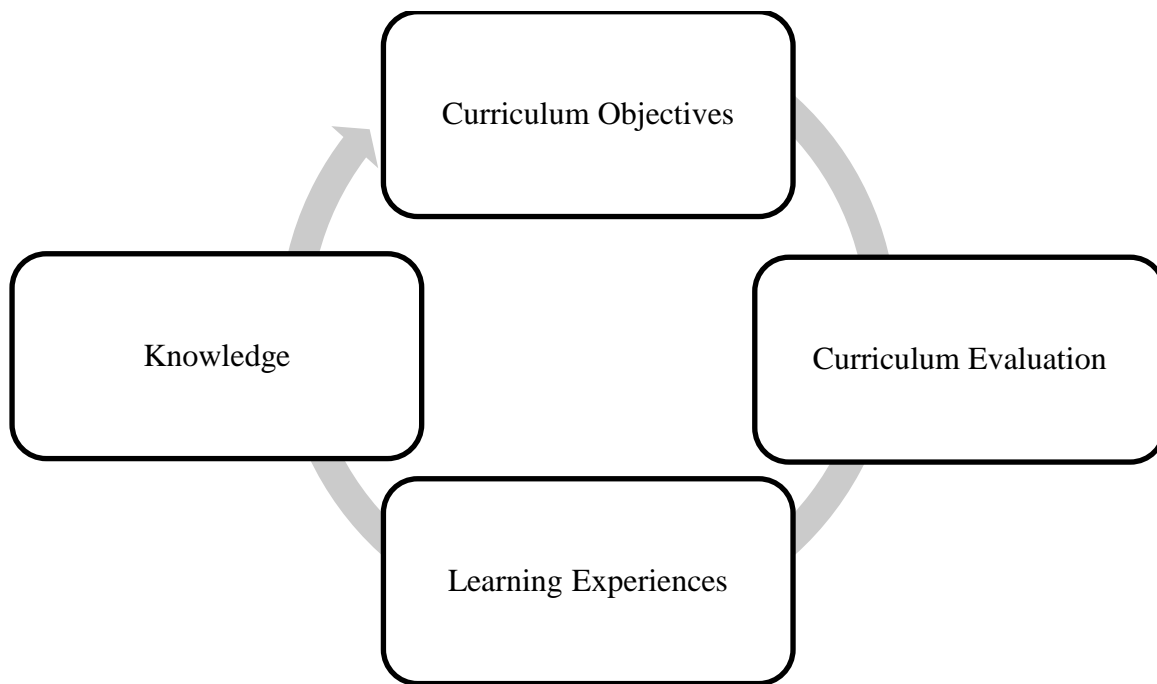 Curriculum Objectives
Knowledge
Curriculum Evaluation
Learning Experiences